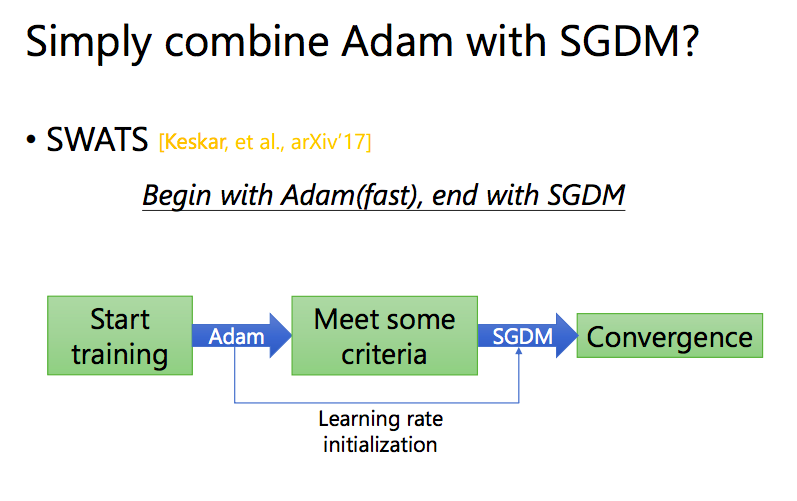 Simply combine Adam with SGDM?
• SWATS [Keskar, et al., arXiv'17]
Begin with Adam(fast), end with SGDM
Start
training
Adam
Meet some
criteria
SGDM
Convergence
Learning rate
initialization